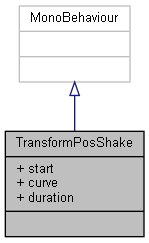 MonoBehaviour
TransformPosShake
+ start
+ curve
+ duration